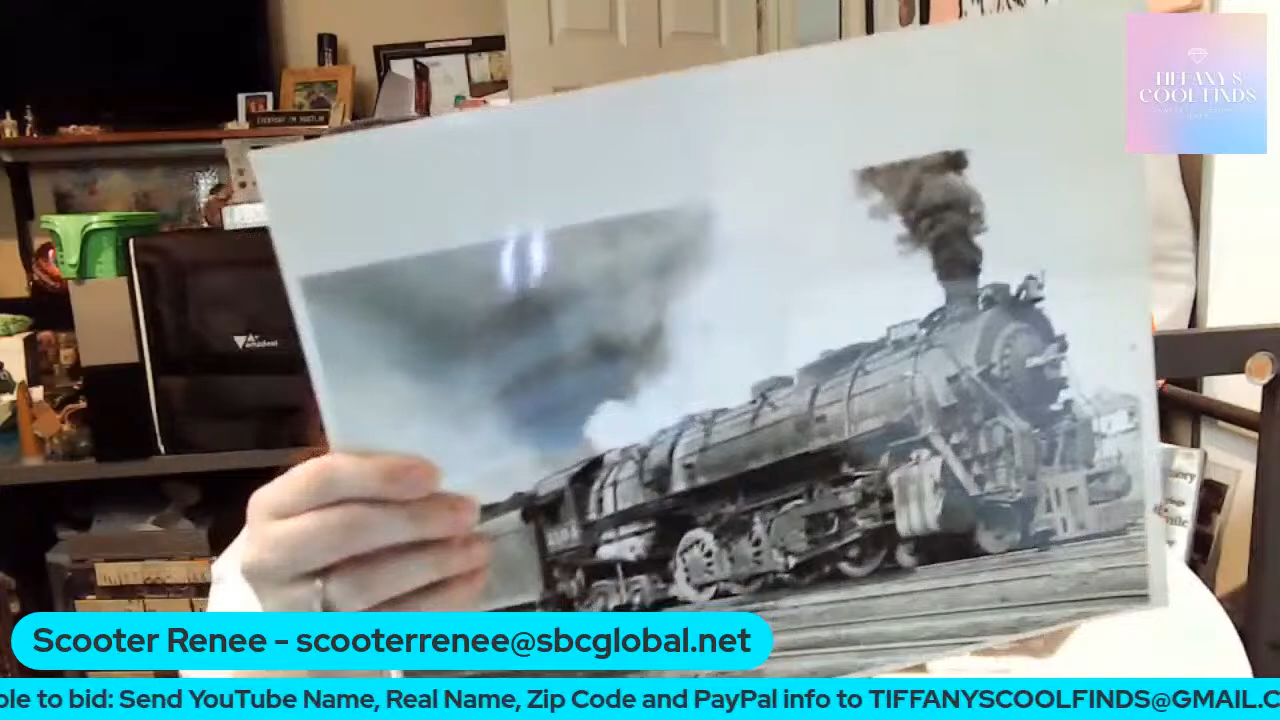 TIFFANY'S
COOL FINDS
EVERYDAY I'M HUSTLIN'
Scooter Renee - scooterrenee@sbcglobal.net
ble to bid: Send YouTube Name, Real Name, Zip Code and PayPal info to TIFFANYSCOOLFINDS@GMAIL.C